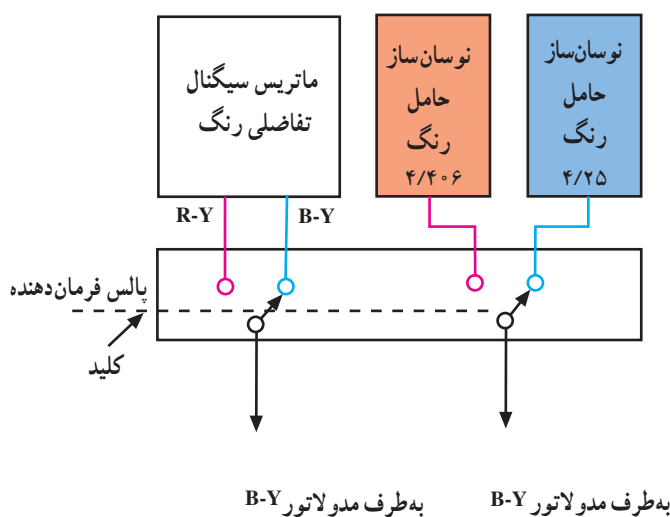 ماتریس سیگنال
تفاضلی رنگ
نوسان‌ساز
حامل
رنگ
۴/۴۰۶
نوسان‌ساز
حامل
رنگ
۴/۲۵
R-Y
B-Y
پالس فرمان‌دهنده
کلید
به‌طرف مدولاتور B-Y
به‌طرف مدولاتور B-Y